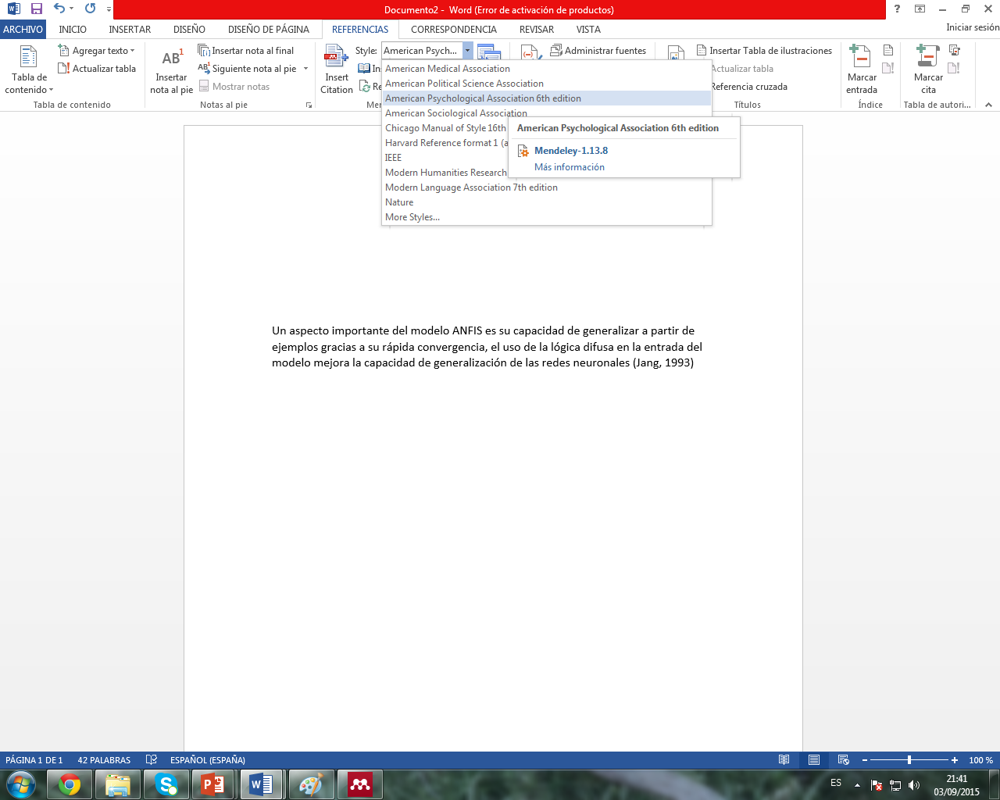 Documento2 - Word (Error de activación de productos)
ARCHIVO INICIO INSERTAR DISEÑO DISEÑO DE PÁGINA REFERENCIAS CORRESPONDENCIA REVISAR VISTA Iniciar sesión
Tabla de contenido
Agregar texto
Actualizar tabla
Tabla de contenido
AB1
Insertar nota al pie
Insertar nota al final
Siguiente nota al pie
Mostrar notas
Notas al pie
Insert Citation
Style: American Psych...
In
Re
Men
Administrar fuentes
Insertar Tabla de ilustraciones
Actualizar tabla
Referencia cruzada
Títulos
Marcar entrada
Índice
Marcar cita
Tabla de autori...
American Medical Association
American Political Science Association
American Psychological Association 6th edition
American Sociological Association
Chicago Manual of Style 16th
Harvard Reference format 1 (a
IEEE
Modern Humanities Research
Modern Language Association 7th edition
Nature
More Styles...
American Psychological Association 6th edition
Mendeley-1.13.8
Más información
Un aspecto importante del modelo ANFIS es su capacidad de generalizar a partir de
ejemplos gracias a su rápida convergencia, el uso de la lógica difusa en la entrada del
modelo mejora la capacidad de generalización de las redes neuronales (Jang, 1993)
PÁGINA 1 DE 1 42 PALABRAS ESPAÑOL (ESPAÑA) 100 %
ES
21:41
03/09/2015